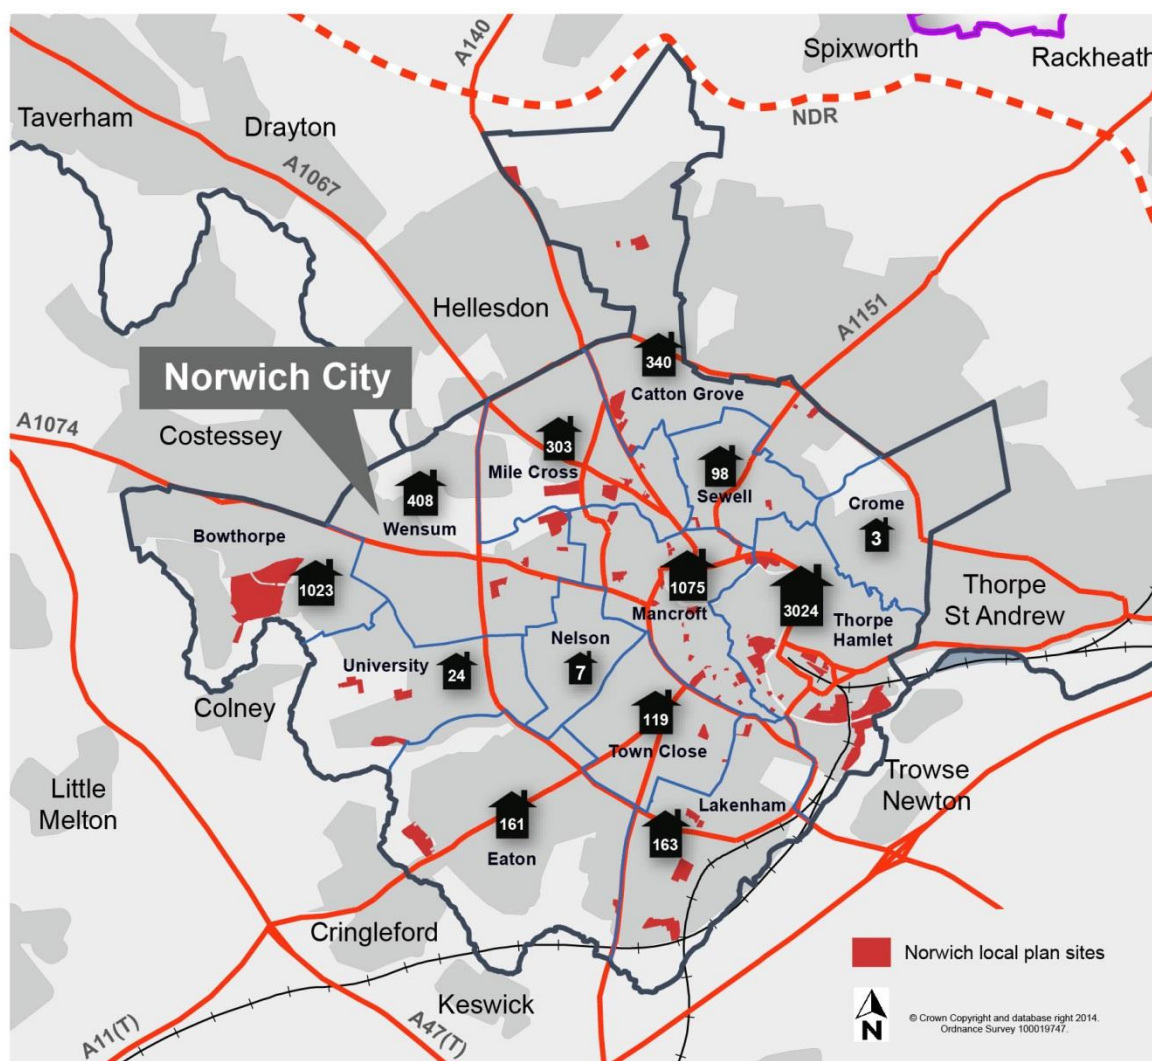 Spixworth
Rackheath
A140
NDR
Taverham
Drayton
A1067
Hellesdon
A1151
Norwich City
340
Catton Grove
A1074
Costessey
303
Mile Cross
98
Sewell
408
Wensum
Crome
3
Bowthorpe
1023
1075
Mancroft
3024
Thorpe
Hamlet
Thorpe
St Andrew
Nelson
7
University
24
Colney
119
Town Close
Little
Melton
Trowse
Newton
Lakenham
161
Eaton
163
Cringleford
Keswick
A11(T)
A47(T)
Norwich local plan sites
N
© Crown Copyright and database right 2014.
Ordnance Survey 100019747.